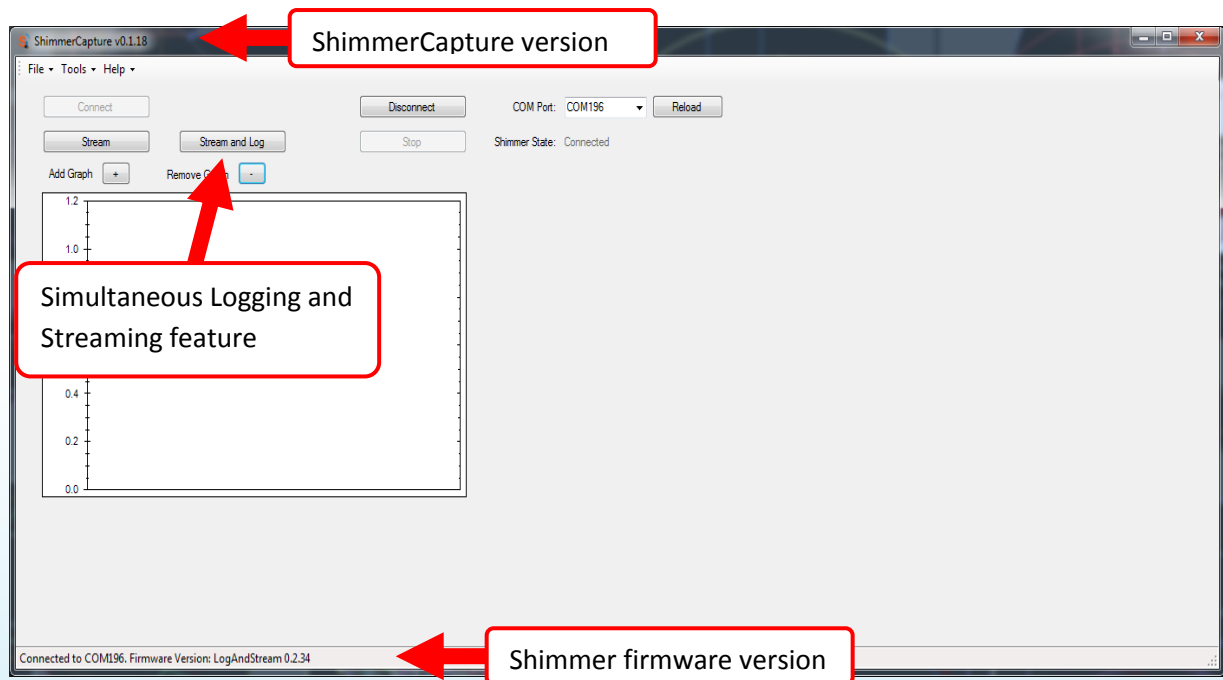 ShimmerCapture v0.1.18
ShimmerCapture version
File Tools Help
Connect
Disconnect
COM Port: COM196
Reload
Stream
Stream and Log
Stop
Shimmer State: Connected
Add Graph +
Remove -
1.2
1.0
Simultaneous Logging and
Streaming feature
0.4
0.2
0.0
Connected to COM196. Firmware Version: LogAndStream 0.2.34
Shimmer firmware version